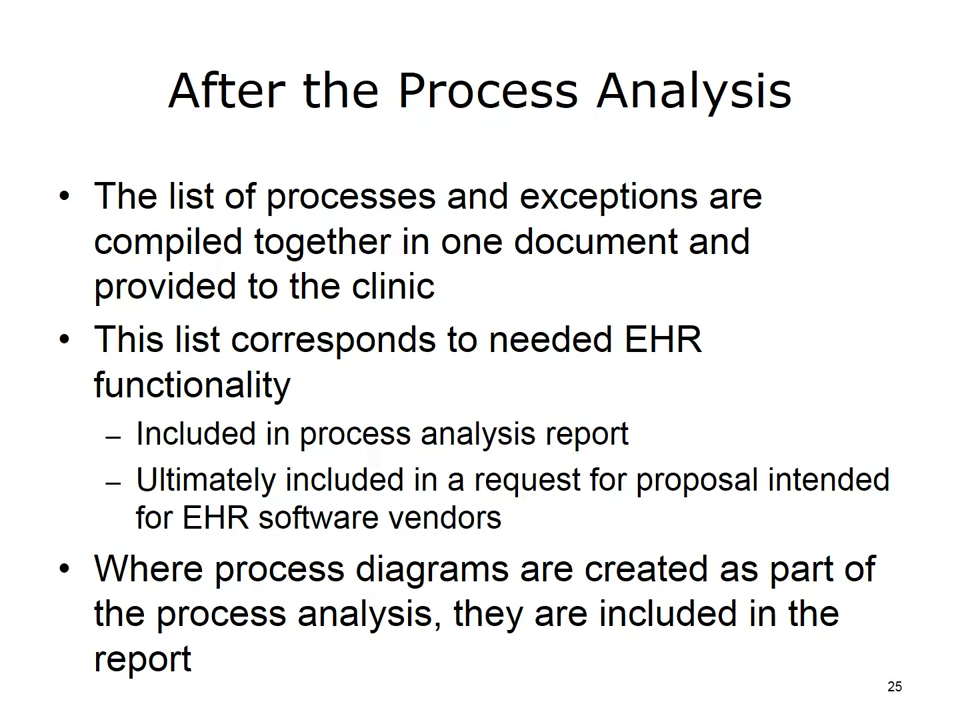 After the Process Analysis
• The list of processes and exceptions are
compiled together in one document and
provided to the clinic
• This list corresponds to needed EHR
functionality
– Included in process analysis report
– Ultimately included in a request for proposal intended
for EHR software vendors
• Where process diagrams are created as part of
the process analysis, they are included in the
report
25